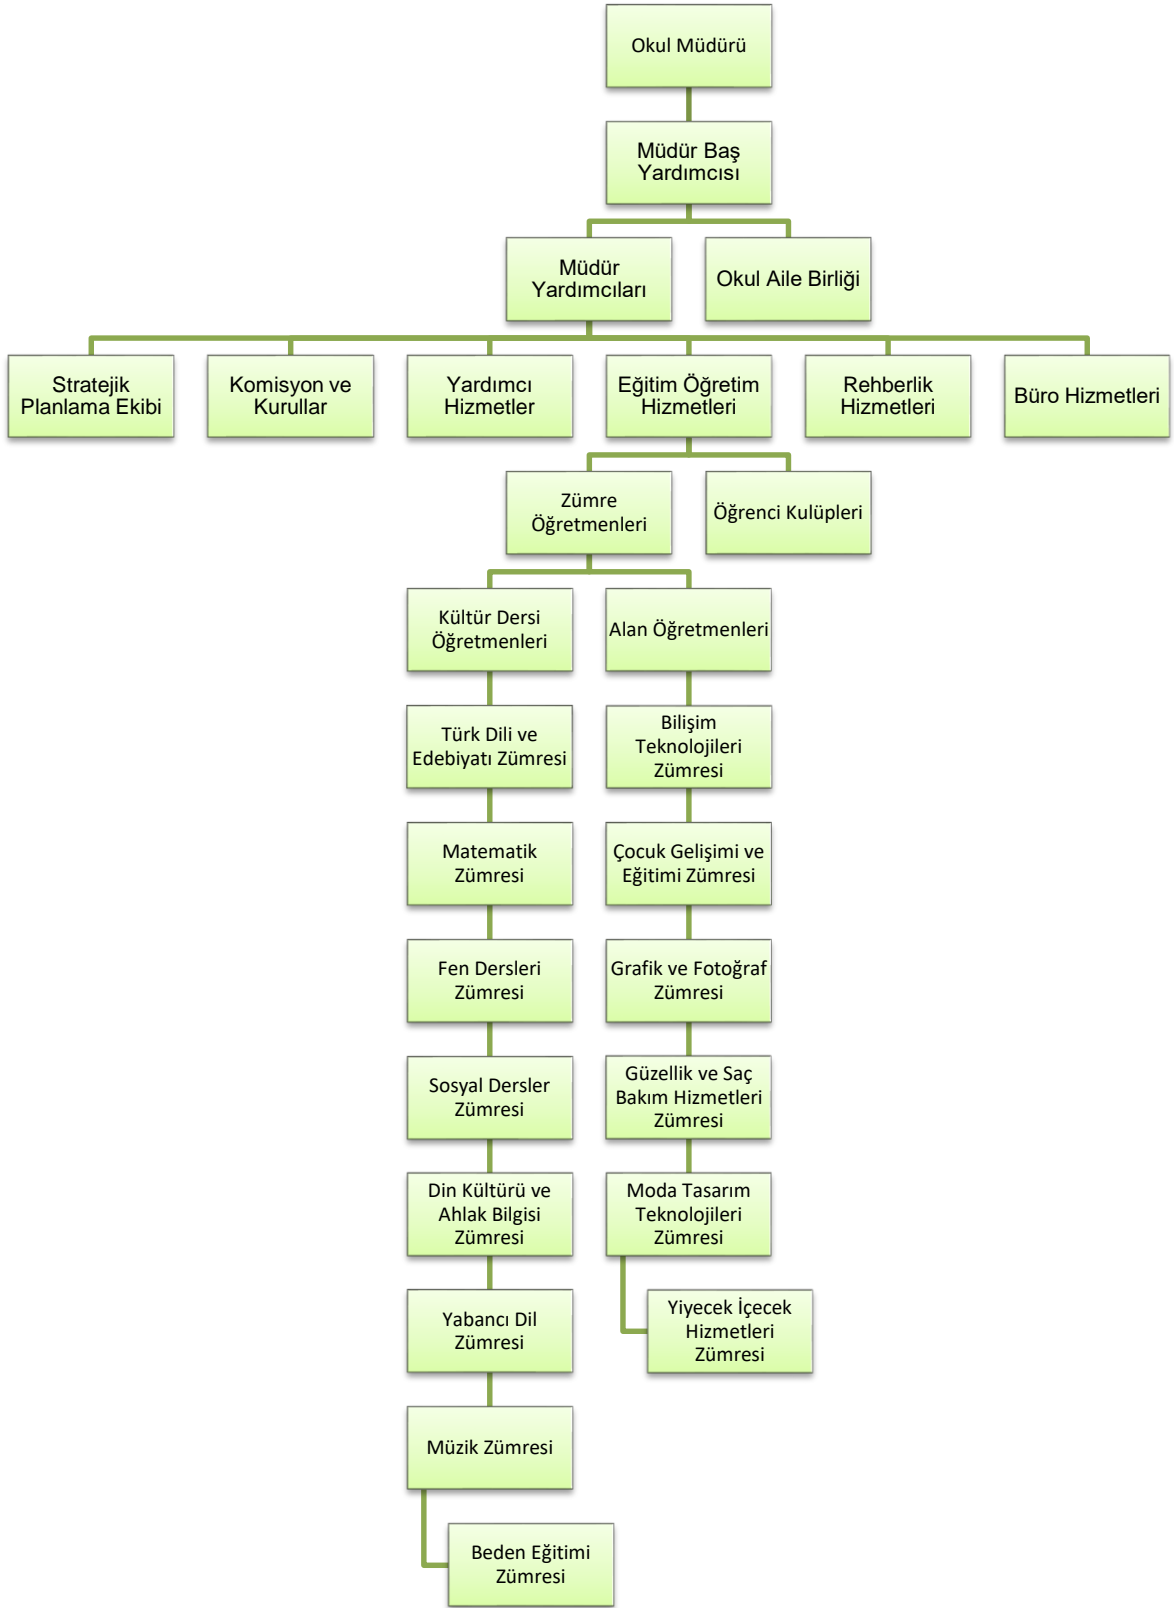 Okul Müdürü
Müdür Baş
Yardımcısı
Müdür
Yardımcıları
Okul Aile Birliği
Stratejik
Planlama Ekibi
Komisyon ve
Kurullar
Yardımcı
Hizmetler
Eğitim Öğretim
Hizmetleri
Rehberlik
Hizmetleri
Büro Hizmetleri
Zümre
Öğretmenleri
Öğrenci Kulüpleri
Kültür Dersi
Öğretmenleri
Alan Öğretmenleri
Türk Dili ve
Edebiyatı Zümresi
Bilişim
Teknolojileri
Zümresi
Matematik
Zümresi
Çocuk Gelişimi ve
Eğitimi Zümresi
Fen Dersleri
Zümresi
Grafik ve Fotoğraf
Zümresi
Sosyal Dersler
Zümresi
Güzellik ve Saç
Bakım Hizmetleri
Zümresi
Din Kültürü ve
Ahlak Bilgisi
Zümresi
Moda Tasarım
Teknolojileri
Zümresi
Yabancı Dil
Zümresi
Yiyecek İçecek
Hizmetleri
Zümresi
Müzik Zümresi
Beden Eğitimi
Zümresi